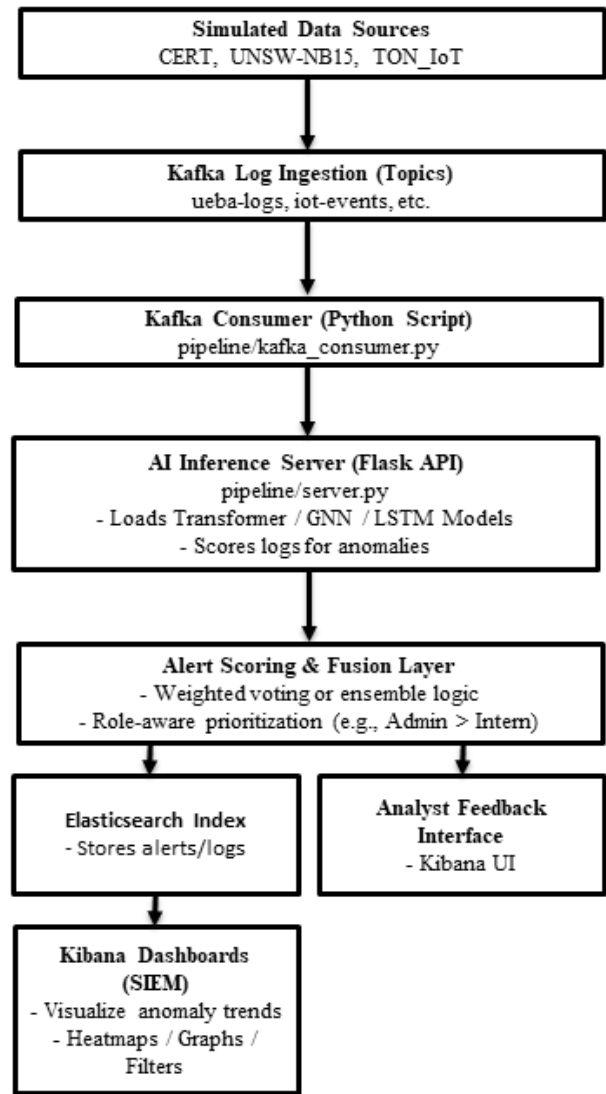 Simulated Data Sources
CERT, UNSW-NB15, TON_IoT
Kafka Log Ingestion (Topics)
ueba-logs, iot-events, etc.
Kafka Consumer (Python Script)
pipeline/kafka_consumer.py
AI Inference Server (Flask API)
pipeline/server.py
- Loads Transformer / GNN / LSTM Models
- Scores logs for anomalies
Alert Scoring & Fusion Layer
- Weighted voting or ensemble logic
- Role-aware prioritization (e.g., Admin > Intern)
Elasticsearch Index
- Stores alerts/logs
Analyst Feedback
Interface
- Kibana UI
Kibana Dashboards
(SIEM)
- Visualize anomaly trends
- Heatmaps / Graphs /
Filters